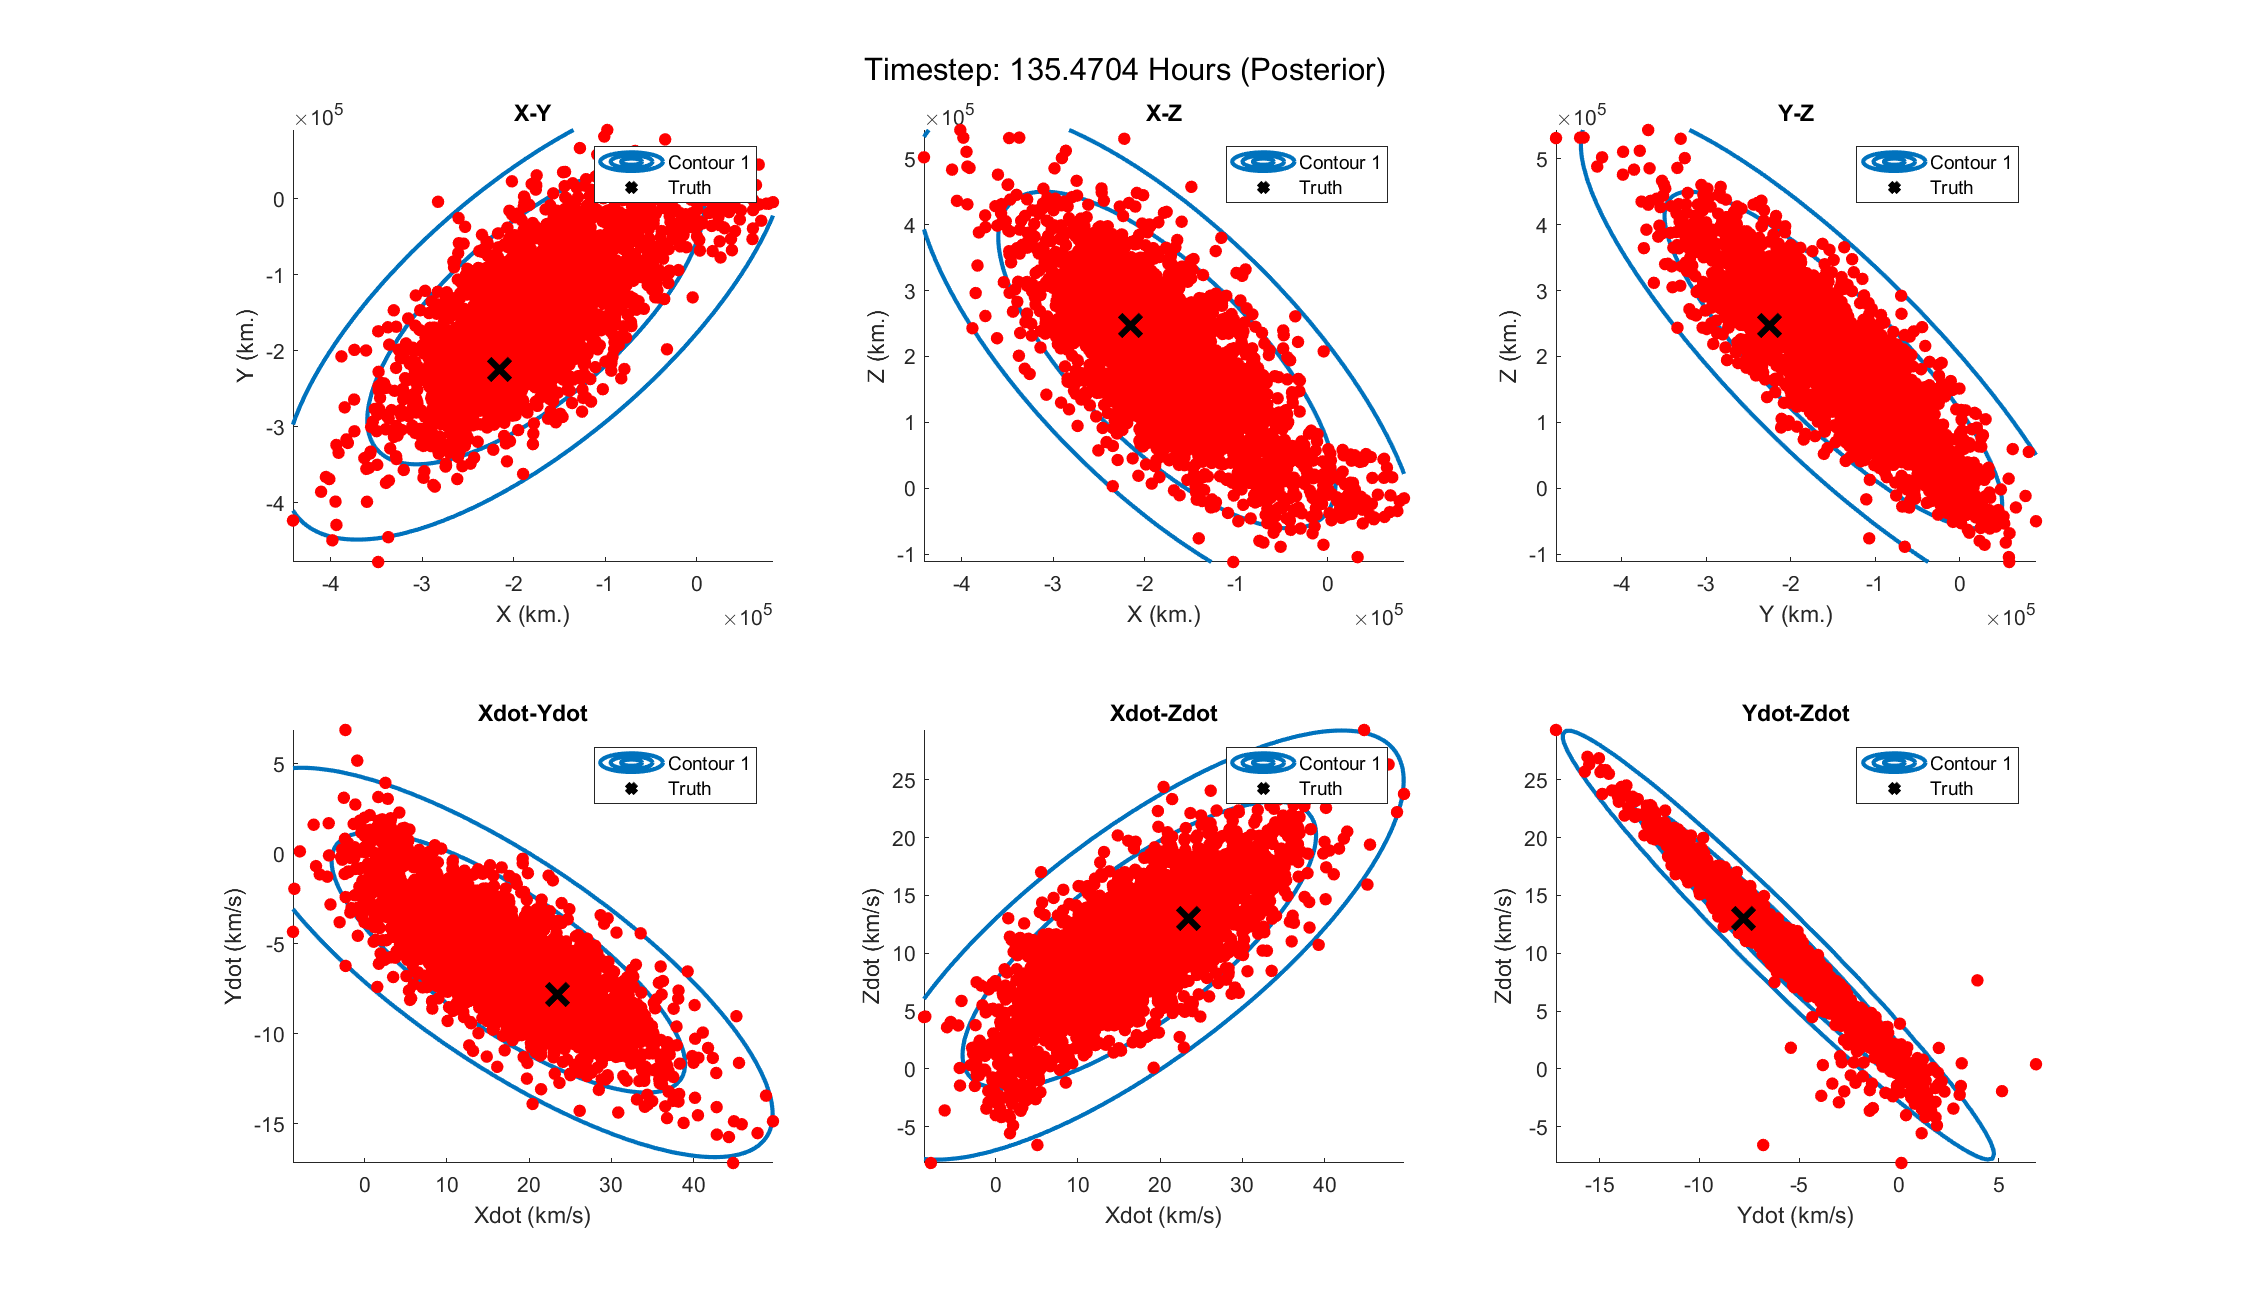 Timestep: 135.4704 Hours (Posterior)
X-Y
×10^5
Contour 1
Truth
0
-1
-2
-3
-4
Y (km.)
-4 -3 -2 -1 0
X (km.)
×10^5
X-Z
×10^5
Contour 1
Truth
5
4
3
2
1
0
-1
Z (km.)
-4 -3 -2 -1 0
X (km.)
×10^5
Y-Z
×10^5
Contour 1
Truth
5
4
3
2
1
0
-1
Z (km.)
-4 -3 -2 -1 0
Y (km.)
×10^5
Xdot-Ydot
Contour 1
Truth
5
0
-5
-10
-15
Ydot (km/s)
0 10 20 30 40
Xdot (km/s)
Xdot-Zdot
Contour 1
Truth
25
20
15
10
5
0
-5
Zdot (km/s)
0 10 20 30 40
Xdot (km/s)
Ydot-Zdot
Contour 1
Truth
25
20
15
10
5
0
-5
Zdot (km/s)
-15 -10 -5 0 5
Ydot (km/s)